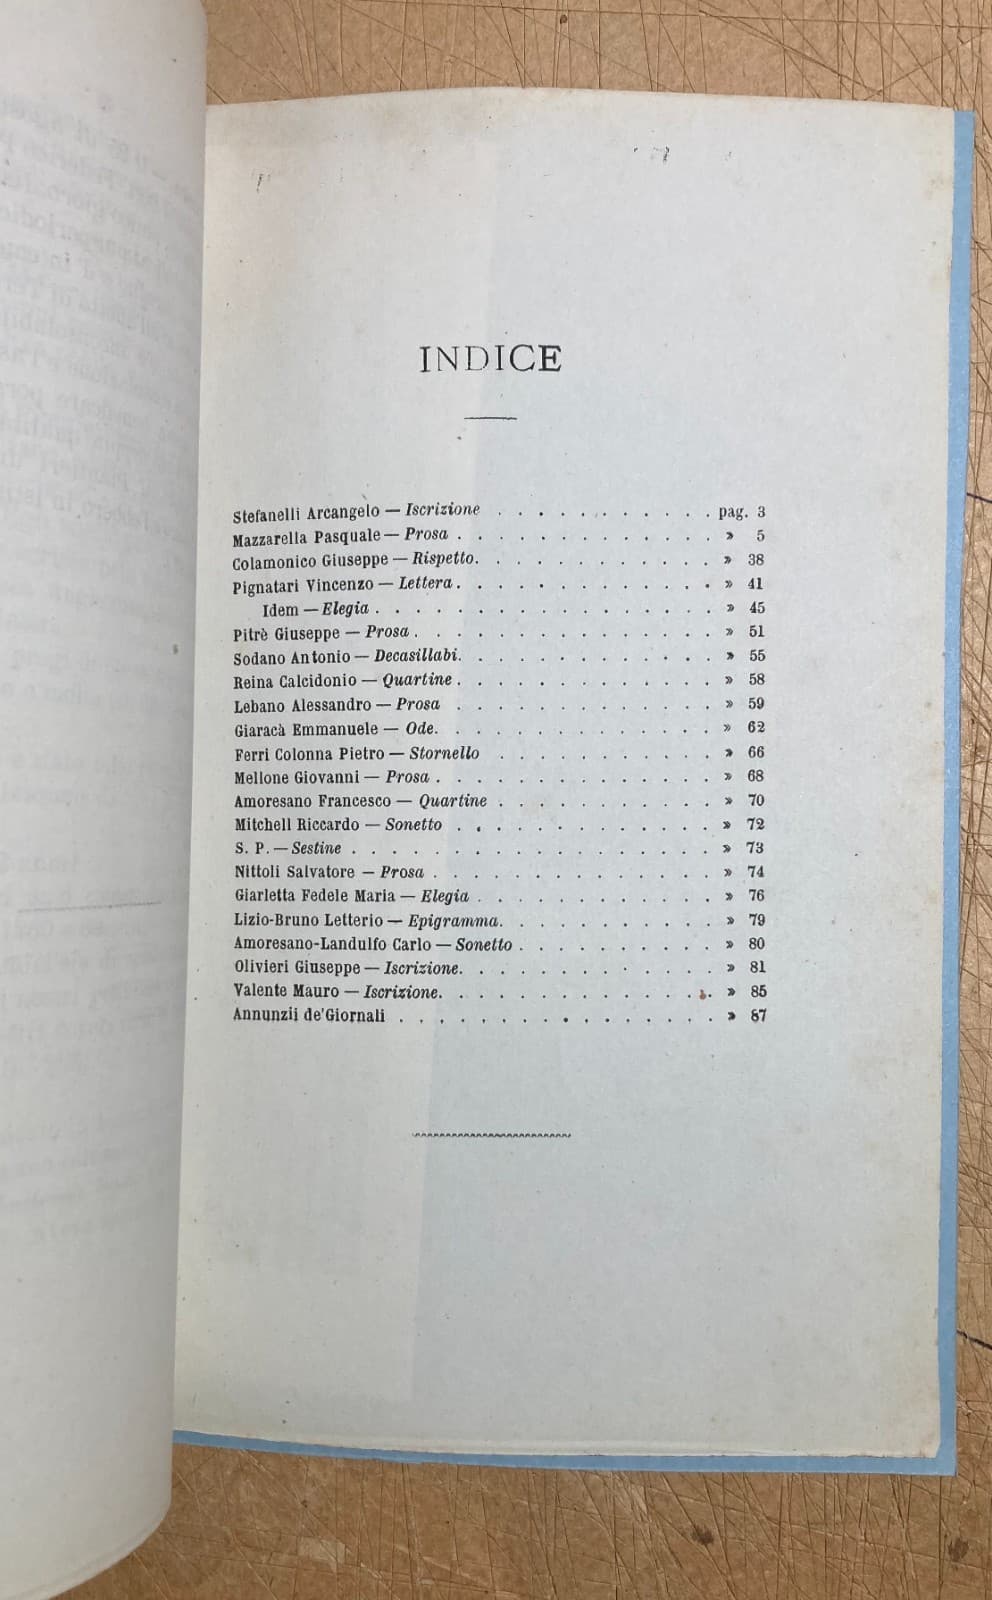 INDICE
Stefanelli Arcangelo — Iscrizione . . . . . . . . . . . pag. 3
Mazzarella Pasquale — Prosa . . . . . . . . . . . . . » 5
Colamonico Giuseppe — Rispetto. . . . . . . . . . . . » 38
Pignatari Vincenzo — Lettera . . . . . . . . . . . . . » 41
Idem — Elegia . . . . . . . . . . . . . . . . . » 45
Pitrè Giuseppe — Prosa . . . . . . . . . . . . . . . » 51
Sodano Antonio — Decasillabi. . . . . . . . . . . . . » 55
Reina Calcidonio — Quartine . . . . . . . . . . . . . » 58
Lebano Alessandro — Prosa . . . . . . . . . . . . . » 59
Giaracà Emmanuele — Ode. . . . . . . . . . . . . . » 62
Ferri Colonna Pietro — Stornello . . . . . . . . . . . » 66
Mellone Giovanni — Prosa . . . . . . . . . . . . . . » 68
Amoresano Francesco — Quartine . . . . . . . . . . . » 70
Mitchell Riccardo — Sonetto . . . . . . . . . . . . . » 72
S. P. — Sestine . . . . . . . . . . . . . . . . . . » 73
Nittoli Salvatore — Prosa . . . . . . . . . . . . . . » 74
Giarletta Fedele Maria — Elegia . . . . . . . . . . . . » 76
Lizio-Bruno Letterio — Epigramma. . . . . . . . . . . » 79
Amoresano-Landulfo Carlo — Sonetto . . . . . . . . . . » 80
Olivieri Giuseppe — Iscrizione. . . . . . . . . . . . . » 81
Valente Mauro — Iscrizione. . . . . . . . . . . . . . » 85
Annunzii de'Giornali . . . . . . . . . . . . . . . . » 87